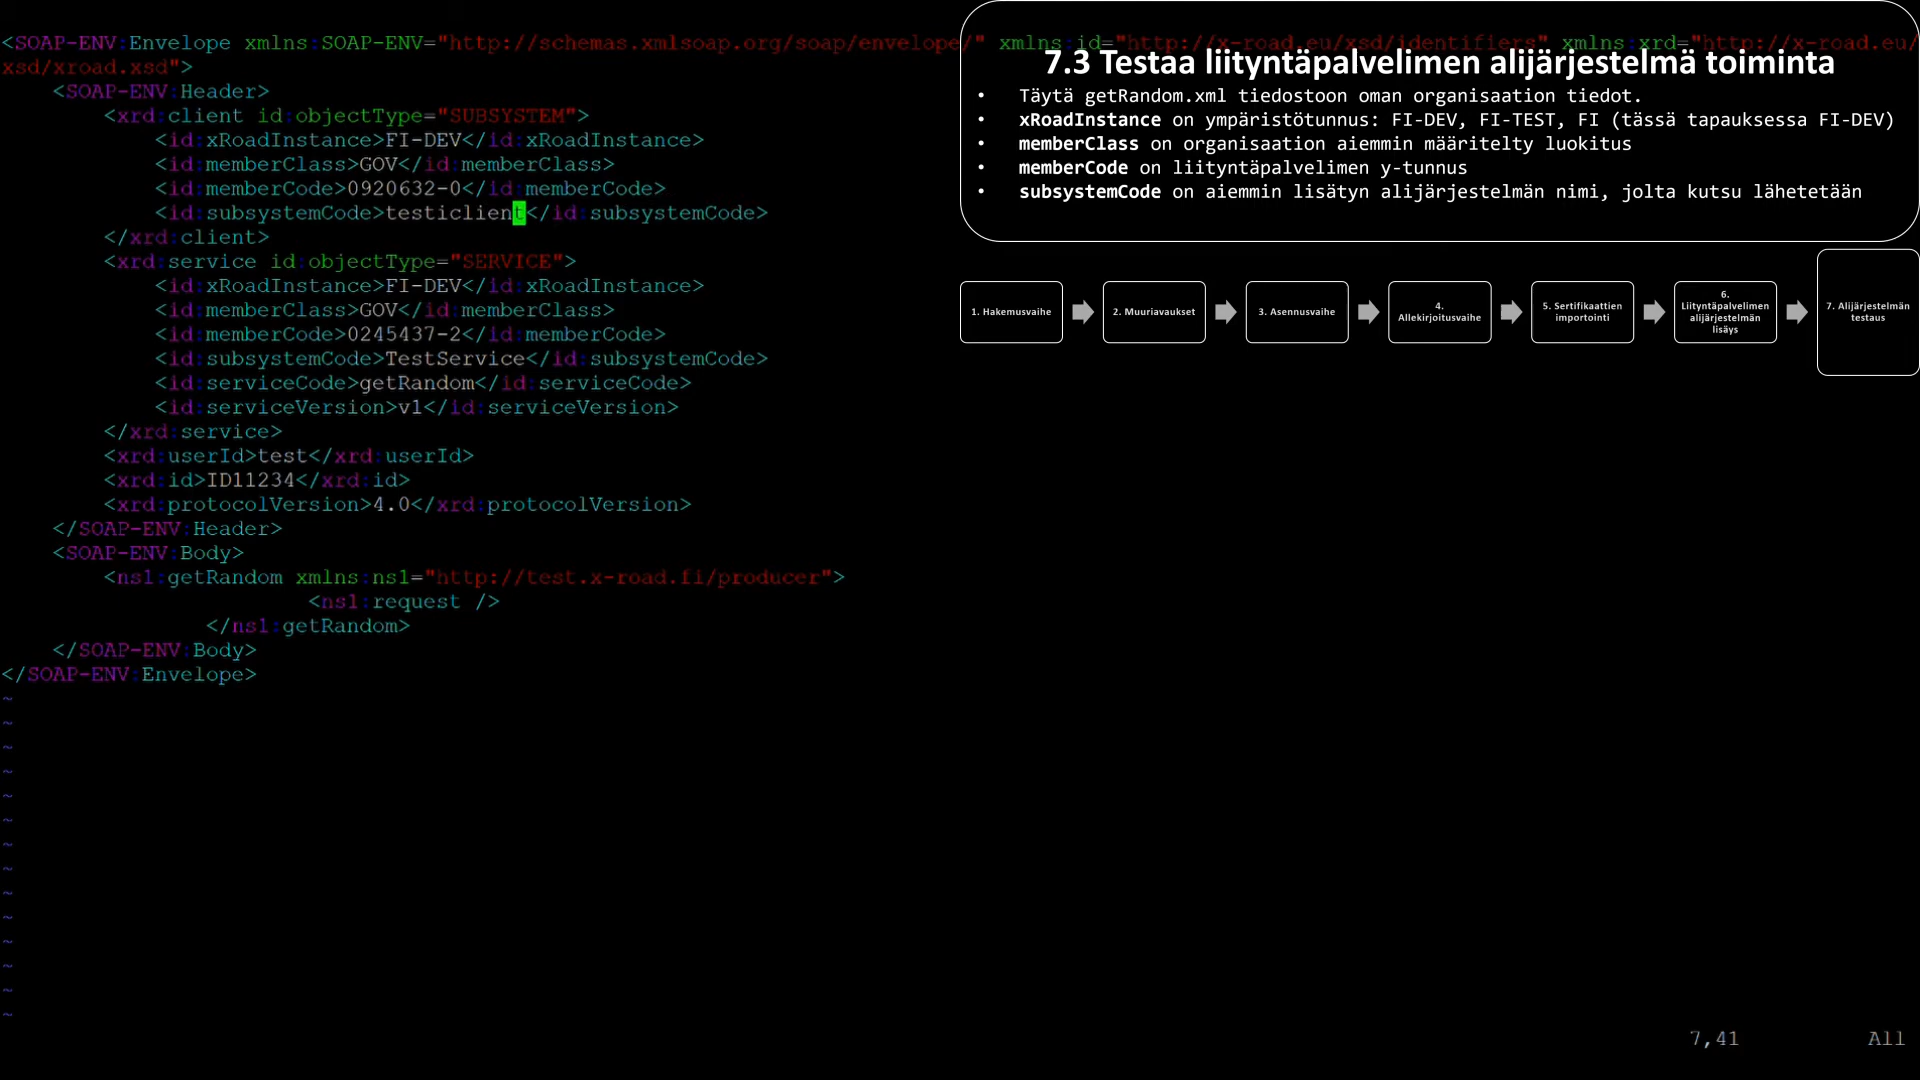 <SOAP-ENV:Envelope xmlns:SOAP-ENV="http://schemas.xmlsoap.org/soap/envelope/" xmlns:id="http://x-road.eu/xsd/identifiers" xmlns:xrd="http://x-road.eu/
xsd/xroad.xsd">
<SOAP-ENV:Header>
<xrd:client id:objectType="SUBSYSTEM">
<id:xRoadInstance>FI-DEV</id:xRoadInstance>
<id:memberClass>GOV</id:memberClass>
<id:memberCode>0920632-0</id:memberCode>
<id:subsystemCode>testiclient</id:subsystemCode>
</xrd:client>
<xrd:service id:objectType="SERVICE">
<id:xRoadInstance>FI-DEV</id:xRoadInstance>
<id:memberClass>GOV</id:memberClass>
<id:memberCode>0245437-2</id:memberCode>
<id:subsystemCode>TestService</id:subsystemCode>
<id:serviceCode>getRandom</id:serviceCode>
<id:serviceVersion>v1</id:serviceVersion>
</xrd:service>
<xrd:userId>test</xrd:userId>
<xrd:id>ID11234</xrd:id>
<xrd:protocolVersion>4.0</xrd:protocolVersion>
</SOAP-ENV:Header>
<SOAP-ENV:Body>
<ns1:getRandom xmlns:ns1="http://test.x-road.fi/producer">
<ns1:request />
</ns1:getRandom>
</SOAP-ENV:Body>
</SOAP-ENV:Envelope>
~
~
~
~
~
~
~
~
~
~
~
~
~
~
7,41 All
7.3 Testaa liityntäpalvelimen alijärjestelmä toiminta
• Täytä getRandom.xml tiedostoon oman organisaation tiedot.
• xRoadInstance on ympäristötunnus: FI-DEV, FI-TEST, FI (tässä tapauksessa FI-DEV)
• memberClass on organisaation aiemmin määritelty luokitus
• memberCode on liityntäpalvelimen y-tunnus
• subsystemCode on aiemmin lisätyn alijärjestelmän nimi, jolta kutsu lähetetään
1. Hakemusvaihe
2. Muuriavaukset
3. Asennusvaihe
4.
Allekirjoitusvaihe
5. Sertifikaattien
importointi
6.
Liityntäpalvelimen
alijärjestelmän
lisäys
7. Alijärjestelmän
testaus